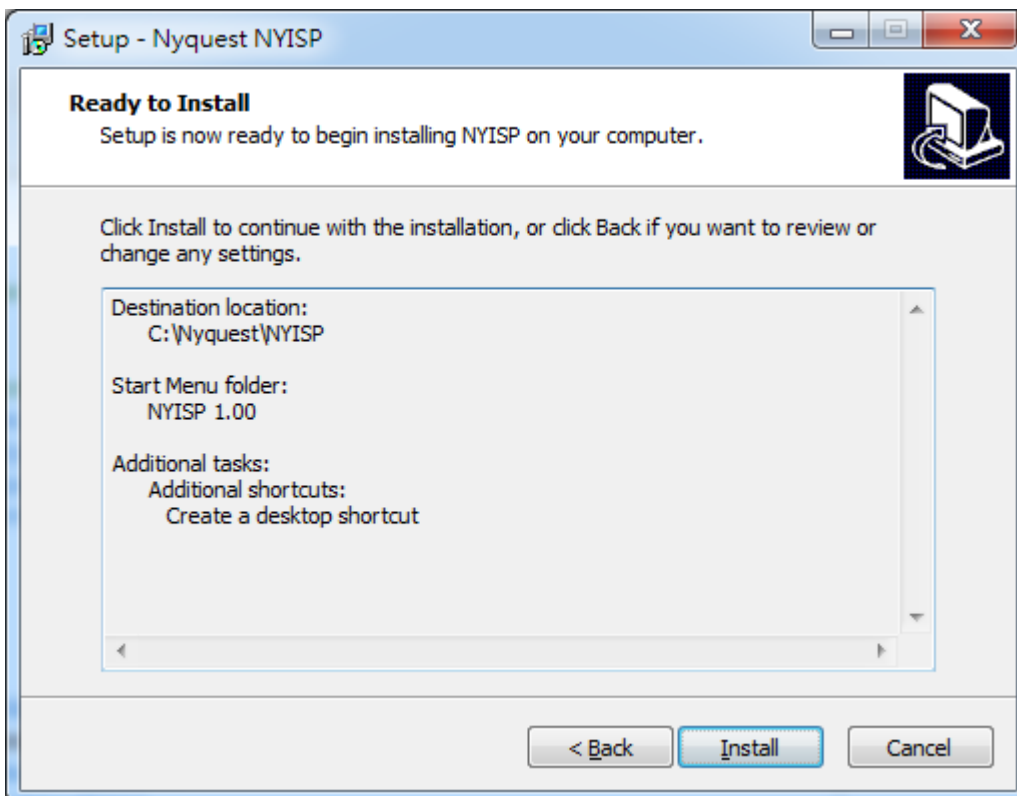 Setup - Nyquest NYISP
Ready to Install
Setup is now ready to begin installing NYISP on your computer.
Click Install to continue with the installation, or click Back if you want to review or
change any settings.
Destination location:
C:\Nyquest\NYISP
Start Menu folder:
NYISP 1.00
Additional tasks:
Additional shortcuts:
Create a desktop shortcut
< Back
Install
Cancel